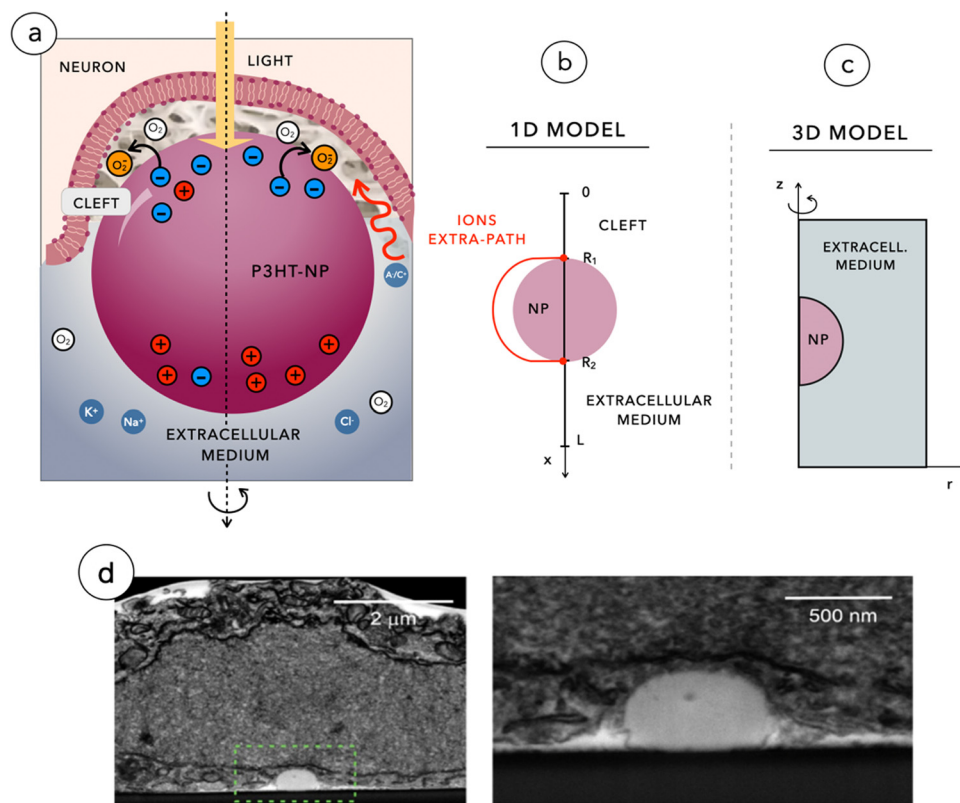 a
NEURON
LIGHT
O₂
O₂
O₂⁻
O₂⁻
−
−
−
−
−
−
+
CLEFT
P3HT-NP
A⁻/C⁺
+
+
+
+
+
−
O₂
O₂
K⁺
Na⁺
Cl⁻
EXTRACELLULAR
MEDIUM
b
1D MODEL
0
IONS
EXTRA-PATH
CLEFT
R₁
NP
R₂
EXTRACELLULAR
MEDIUM
L
x
c
3D MODEL
z
EXTRACELL.
MEDIUM
NP
r
d
2 μm
500 nm